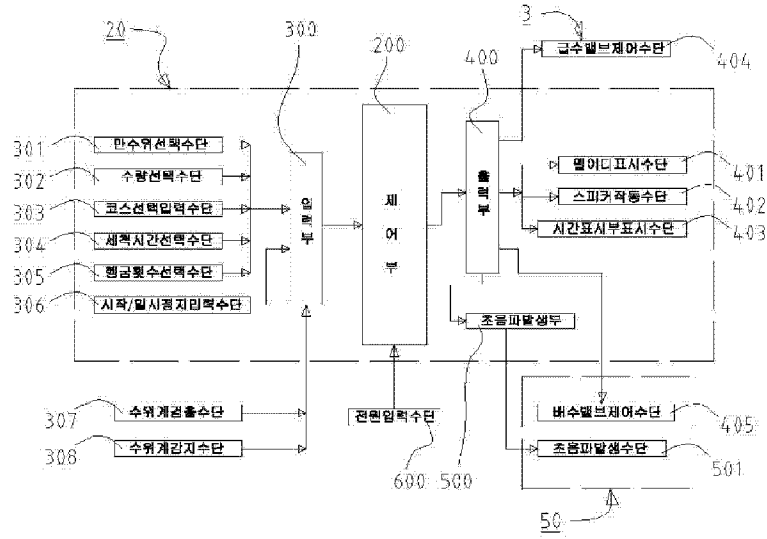 3
20
300
200
400
급수밸브제어수단
404
301
만수위선택수단
302
수량선택수단
303
코스선택입력수단
304
세척시간선택수단
305
헹굼횟수선택수단
306
시작/일시정지입력수단
입력부
제어부
출력부
엘이디표시수단
401
스피커작동수단
402
시간표시부표시수단
403
초음파발생부
307
수위계검출수단
308
수위계감지수단
전원입력수단
600
500
배수밸브제어수단
405
초음파발생수단
501
50